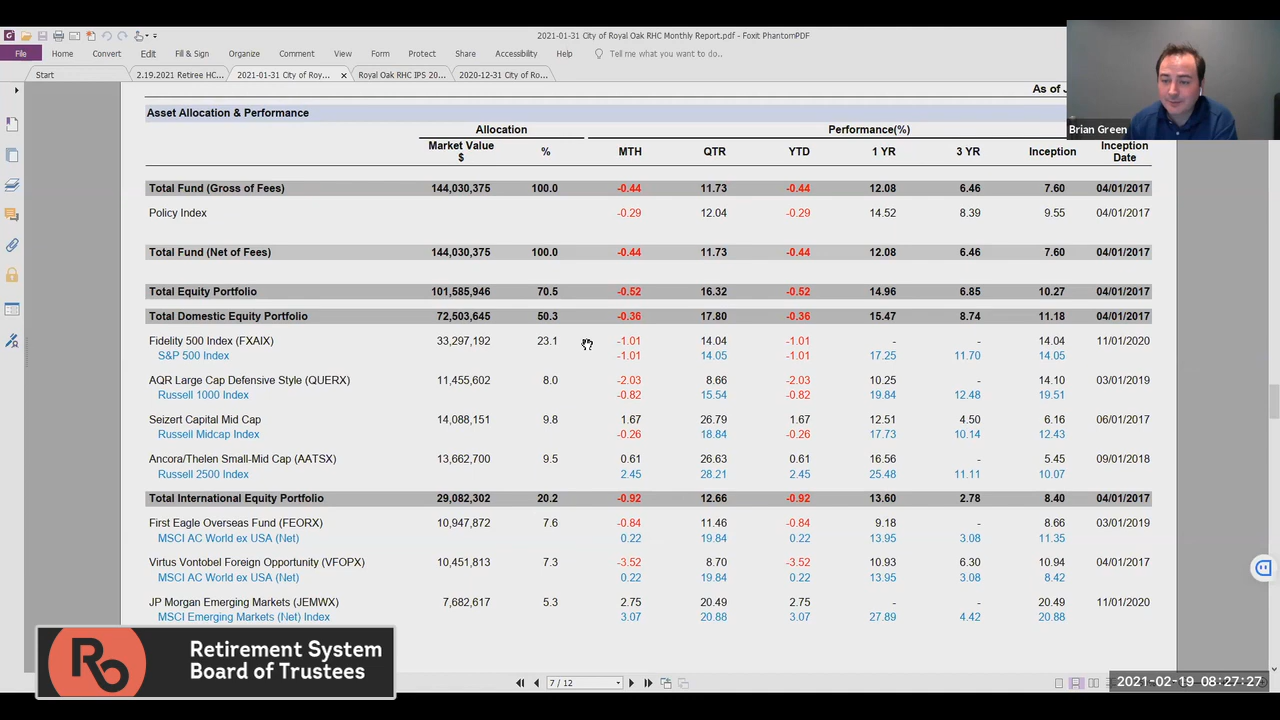 2021-01-31 City of Royal Oak RHC Monthly Report.pdf - Foxit PhantomPDF
File Home Convert Edit Fill & Sign Organize Comment View Form Protect Share Accessibility Help Tell me what you want to do..
Start 2.19.2021 Retiree HC... 2021-01-31 City of Roy... × Royal Oak RHC IPS 20... 2020-12-31 City of Ro...
As of J
Asset Allocation & Performance
Allocation Performance(%)
Market Value $ % MTH QTR YTD 1 YR 3 YR Inception Inception Date
Total Fund (Gross of Fees) 144,030,375 100.0 -0.44 11.73 -0.44 12.08 6.46 7.60 04/01/2017
Policy Index -0.29 12.04 -0.29 14.52 8.39 9.55 04/01/2017
Total Fund (Net of Fees) 144,030,375 100.0 -0.44 11.73 -0.44 12.08 6.46 7.60 04/01/2017
Total Equity Portfolio 101,585,946 70.5 -0.52 16.32 -0.52 14.96 6.85 10.27 04/01/2017
Total Domestic Equity Portfolio 72,503,645 50.3 -0.36 17.80 -0.36 15.47 8.74 11.18 04/01/2017
Fidelity 500 Index (FXAIX) 33,297,192 23.1 -1.01 14.04 -1.01 - - 14.04 11/01/2020
S&P 500 Index -1.01 14.05 -1.01 17.25 11.70 14.05
AQR Large Cap Defensive Style (QUERX) 11,455,602 8.0 -2.03 8.66 -2.03 10.25 - 14.10 03/01/2019
Russell 1000 Index -0.82 15.54 -0.82 19.84 12.48 19.51
Seizert Capital Mid Cap 14,088,151 9.8 1.67 26.79 1.67 12.51 4.50 6.16 06/01/2017
Russell Midcap Index -0.26 18.84 -0.26 17.73 10.14 12.43
Ancora/Thelen Small-Mid Cap (AATSX) 13,662,700 9.5 0.61 26.63 0.61 16.56 - 5.45 09/01/2018
Russell 2500 Index 2.45 28.21 2.45 25.48 11.11 10.07
Total International Equity Portfolio 29,082,302 20.2 -0.92 12.66 -0.92 13.60 2.78 8.40 04/01/2017
First Eagle Overseas Fund (FEORX) 10,947,872 7.6 -0.84 11.46 -0.84 9.18 - 8.66 03/01/2019
MSCI AC World ex USA (Net) 0.22 19.84 0.22 13.95 3.08 11.35
Virtus Vontobel Foreign Opportunity (VFOPX) 10,451,813 7.3 -3.52 8.70 -3.52 10.93 6.30 10.94 04/01/2017
MSCI AC World ex USA (Net) 0.22 19.84 0.22 13.95 3.08 8.42
JP Morgan Emerging Markets (JEMWX) 7,682,617 5.3 2.75 20.49 2.75 - - 20.49 11/01/2020
MSCI Emerging Markets (Net) Index 3.07 20.88 3.07 27.89 4.42 20.88
Brian Green
Ro
Retirement System
Board of Trustees
7 / 12
2021-02-19 08:27:27